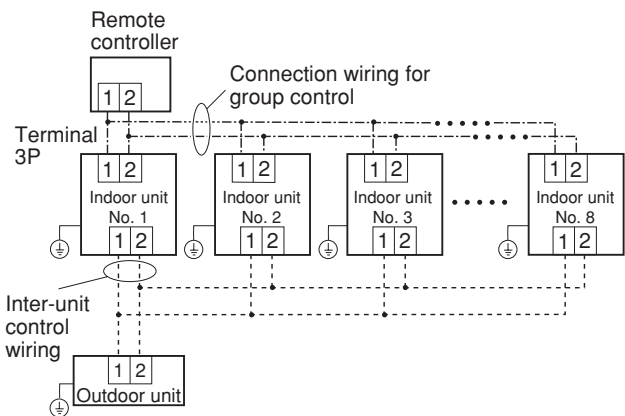 Remote
controller
1 2
Connection wiring for
group control
Terminal
3P
1 2
Indoor unit
No. 1
1 2
1 2
Indoor unit
No. 2
1 2
1 2
Indoor unit
No. 3
1 2
1 2
Indoor unit
No. 8
1 2
Inter-unit
control
wiring
1 2
Outdoor unit